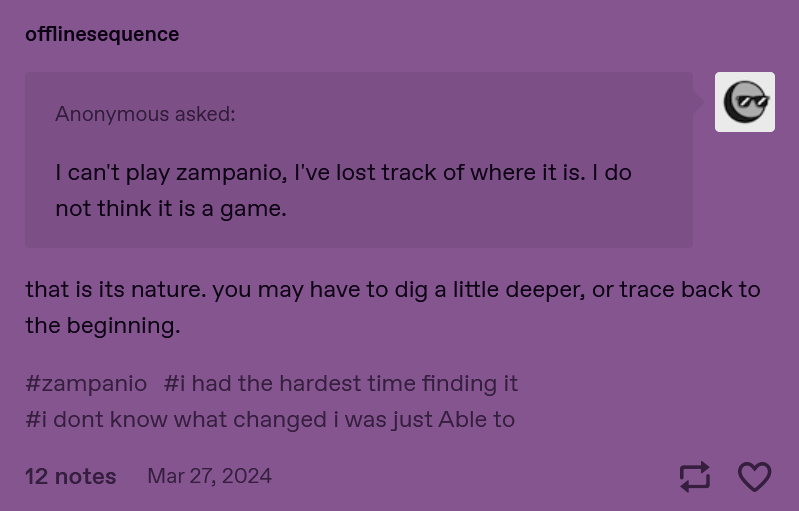 offlinesequence
Anonymous asked:
I can't play zampanio, I've lost track of where it is. I do
not think it is a game.
that is its nature. you may have to dig a little deeper, or trace back to
the beginning.
#zampanio #i had the hardest time finding it
#i dont know what changed i was just Able to
12 notes Mar 27, 2024